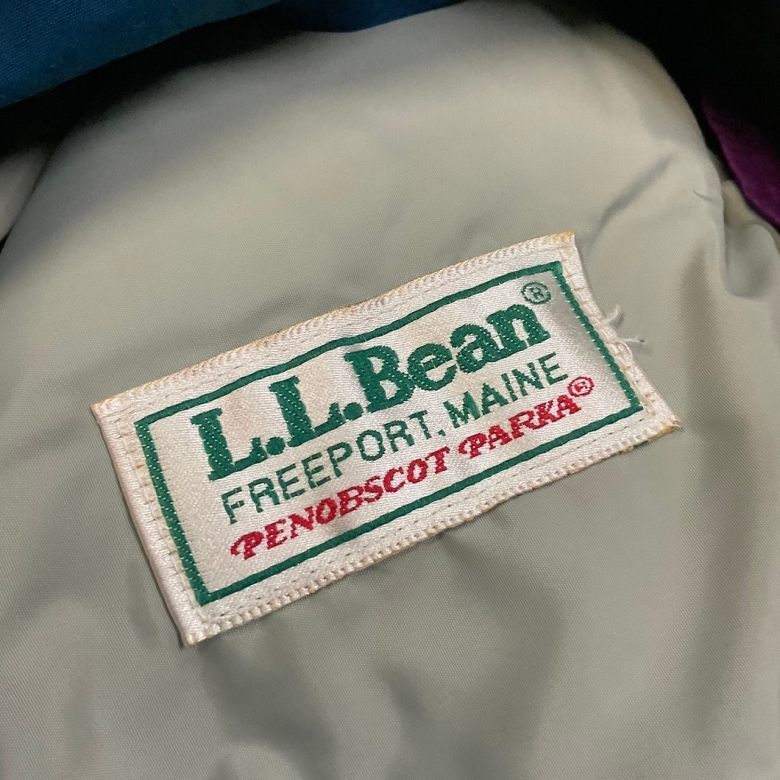 L.L.Bean®
FREEPORT, MAINE
PENOBSCOT PARKA®